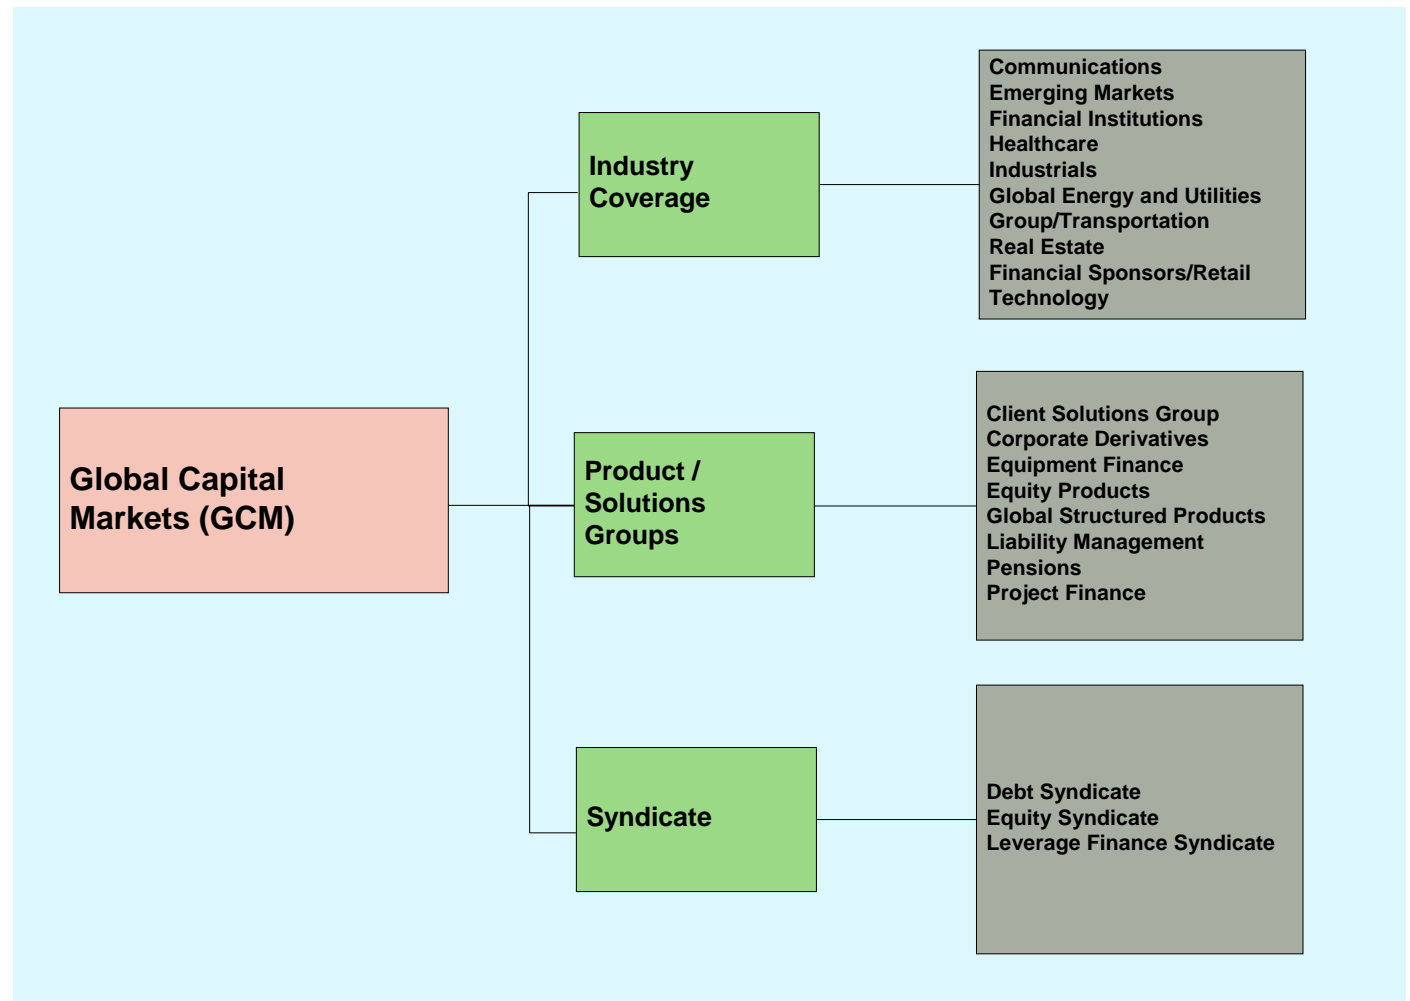 Global Capital
Markets (GCM)
Industry
Coverage
Communications
Emerging Markets
Financial Institutions
Healthcare
Industrials
Global Energy and Utilities
Group/Transportation
Real Estate
Financial Sponsors/Retail
Technology
Product /
Solutions
Groups
Client Solutions Group
Corporate Derivatives
Equipment Finance
Equity Products
Global Structured Products
Liability Management
Pensions
Project Finance
Syndicate
Debt Syndicate
Equity Syndicate
Leverage Finance Syndicate